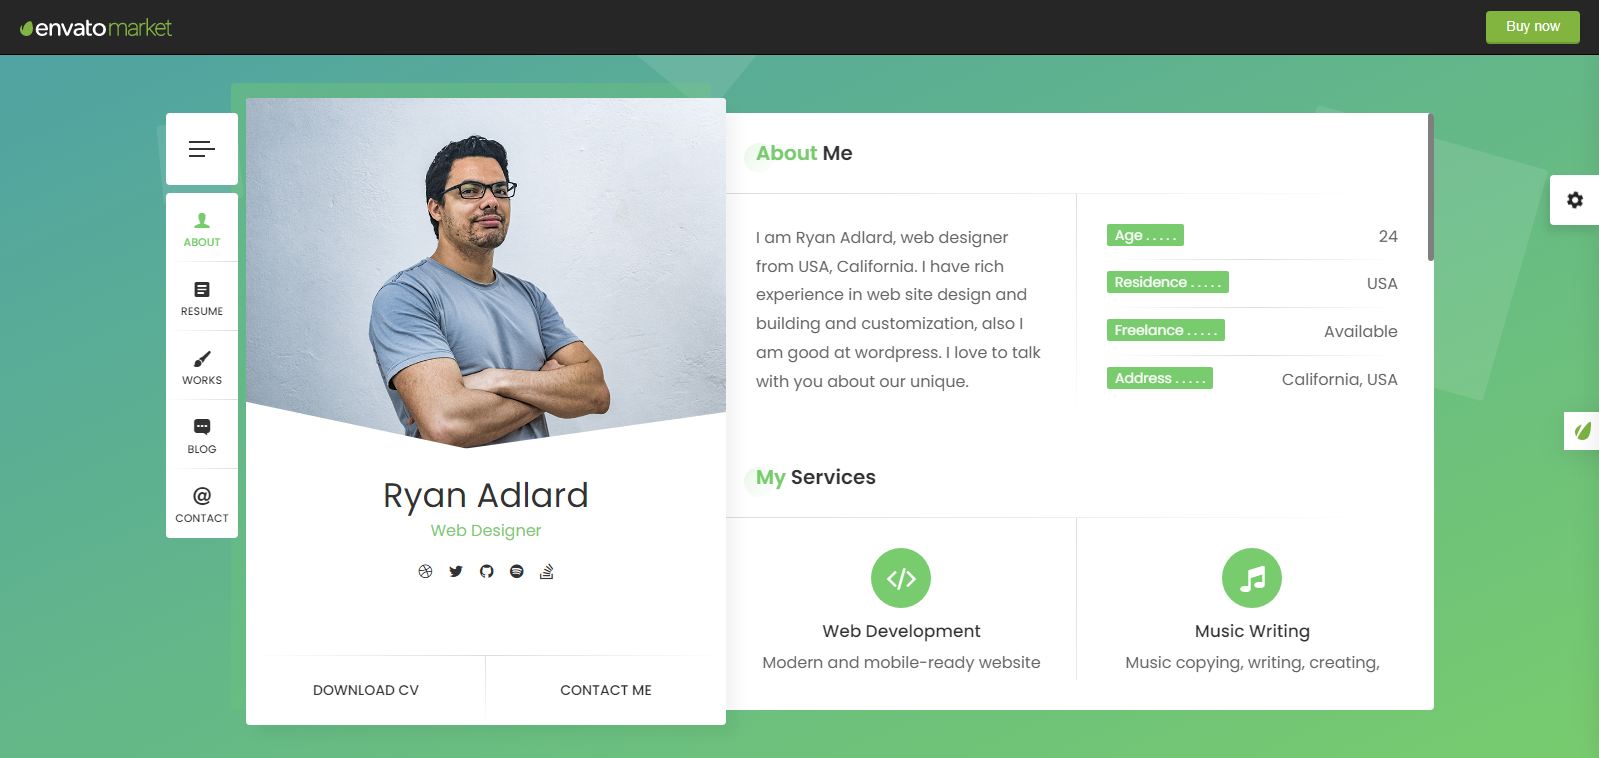 envatomarket
Buy now
ABOUT
RESUME
WORKS
BLOG
@
CONTACT
Ryan Adlard
Web Designer
DOWNLOAD CV
CONTACT ME
About Me
I am Ryan Adlard, web designer
from USA, California. I have rich
experience in web site design and
building and customization, also I
am good at wordpress. I love to talk
with you about our unique.
Age . . . . . 24
Residence . . . . . USA
Freelance . . . . . Available
Address . . . . . California, USA
My Services
</>
Web Development
Modern and mobile-ready website
Music Writing
Music copying, writing, creating,